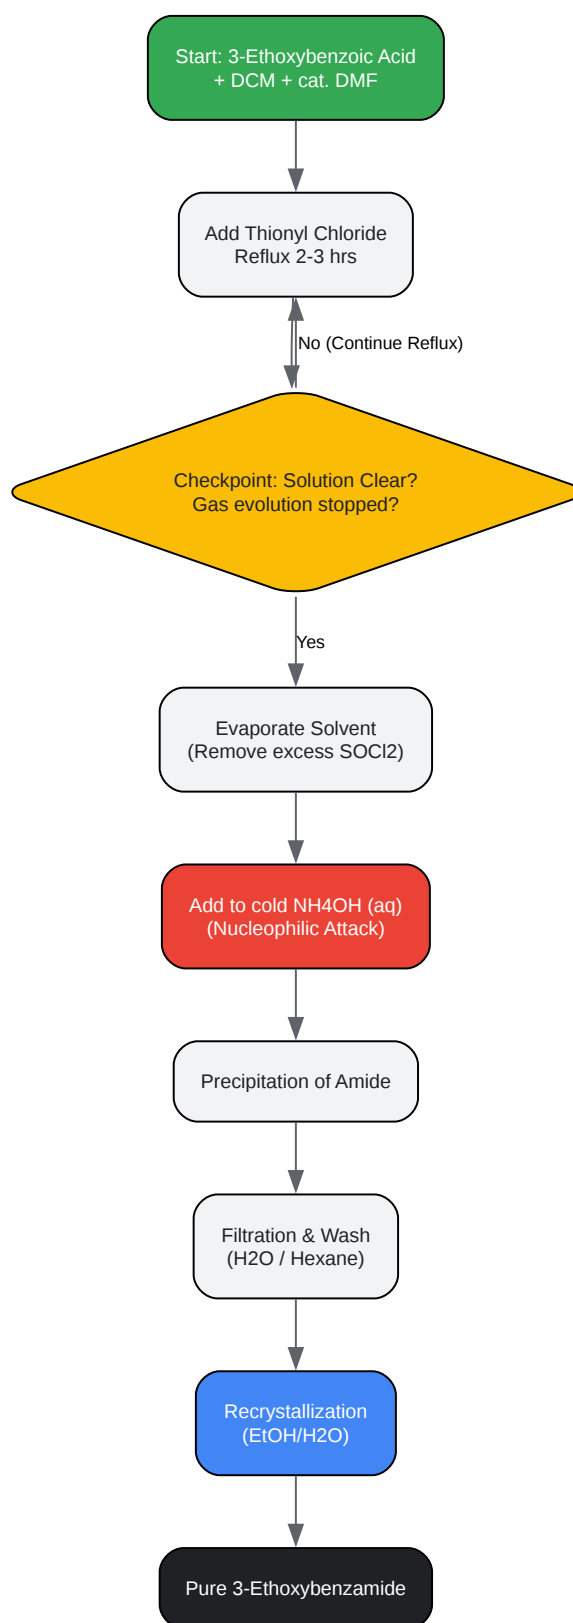 Start: 3-Ethoxybenzoic Acid
+ DCM + cat. DMF
Add Thionyl Chloride
Reflux 2-3 hrs
No (Continue Reflux)
Checkpoint: Solution Clear?
Gas evolution stopped?
Yes
Evaporate Solvent
(Remove excess SOCl2)
Add to cold NH4OH (aq)
(Nucleophilic Attack)
Precipitation of Amide
Filtration & Wash
(H2O / Hexane)
Recrystallization
(EtOH/H2O)
Pure 3-Ethoxybenzamide